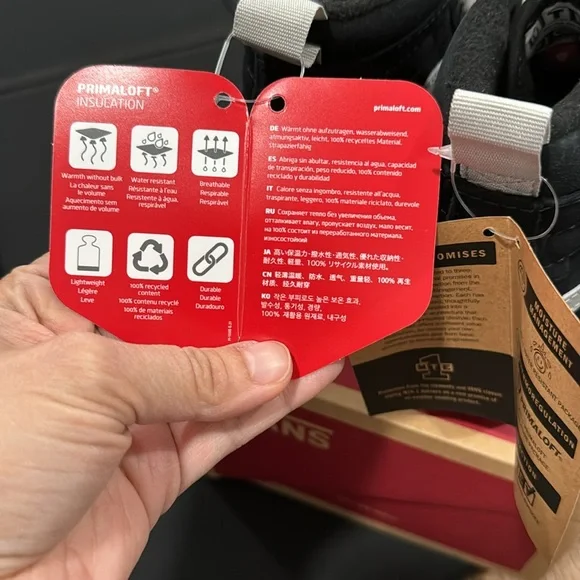 PRIMALOFT®
INSULATION
Warmth without bulk
La chaleur sans
le volume
Aquecimento sem
aumento de volume
Water resistant
Résistante à l'eau
Résistente à água,
respirável
Breathable
Respirable
Respirável
Lightweight
Légère
Leve
100% recycled
content
100% contenu recyclé
100% de materiais
reciclados
Durable
Durable
Duradouro
primaloft.com
DE Wärmt ohne aufzutragen, wasserabweisend,
atmungsaktiv, leicht, 100% recyceltes Material,
strapazierfähig
ES Abriga sin abultar, resistencia al agua, capacidad
de transpiración, peso reducido, 100% contenido
reciclado y durabilidad
IT Calore senza ingombro, resistente all'acqua,
traspirante, leggero, 100% materiale riciclato, durevole
RU Сохраняет тепло без увеличения объема,
отталкивает влагу, пропускает воздух, мало весит,
на 100% состоит из переработанного материала,
износостойкий
JA 高い保温力・撥水性・通気性、優れた収納性・
耐久性、軽量、100% リサイクル素材使用。
CN 轻薄温暖、防水、透气、重量轻、100% 再生
材质、经久耐穿
KO 작은 부피로도 높은 보온 효과,
발수성, 통기성, 경량,
100% 재활용 원재료, 내구성
OMISES
MTE
1
MOISTURE
MANAGEMENT
PRIMALOFT
ANS